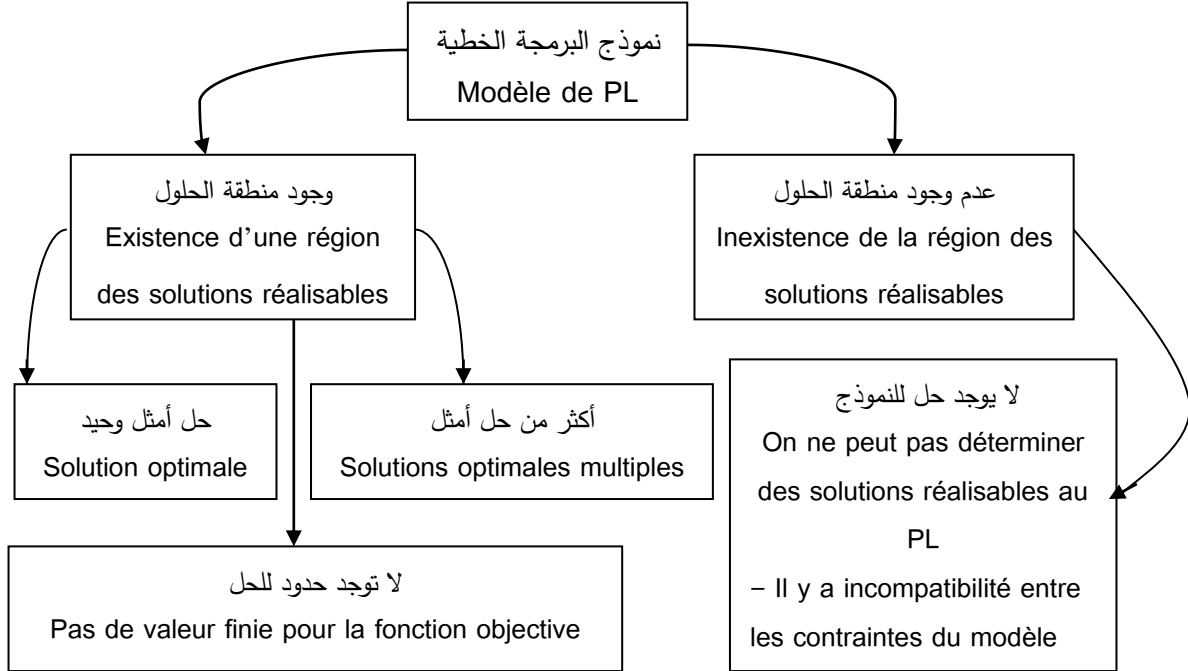 نموذج البرمجة الخطية
Modèle de PL
وجود منطقة الحلول
Existence d’une région
des solutions réalisables
عدم وجود منطقة الحلول
Inexistence de la région des
solutions réalisables
حل أمثل وحيد
Solution optimale
أكثر من حل أمثل
Solutions optimales multiples
لا يوجد حل للنموذج
On ne peut pas déterminer
des solutions réalisables au
PL
– Il y a incompatibilité entre
les contraintes du modèle
لا توجد حدود للحل
Pas de valeur finie pour la fonction objective